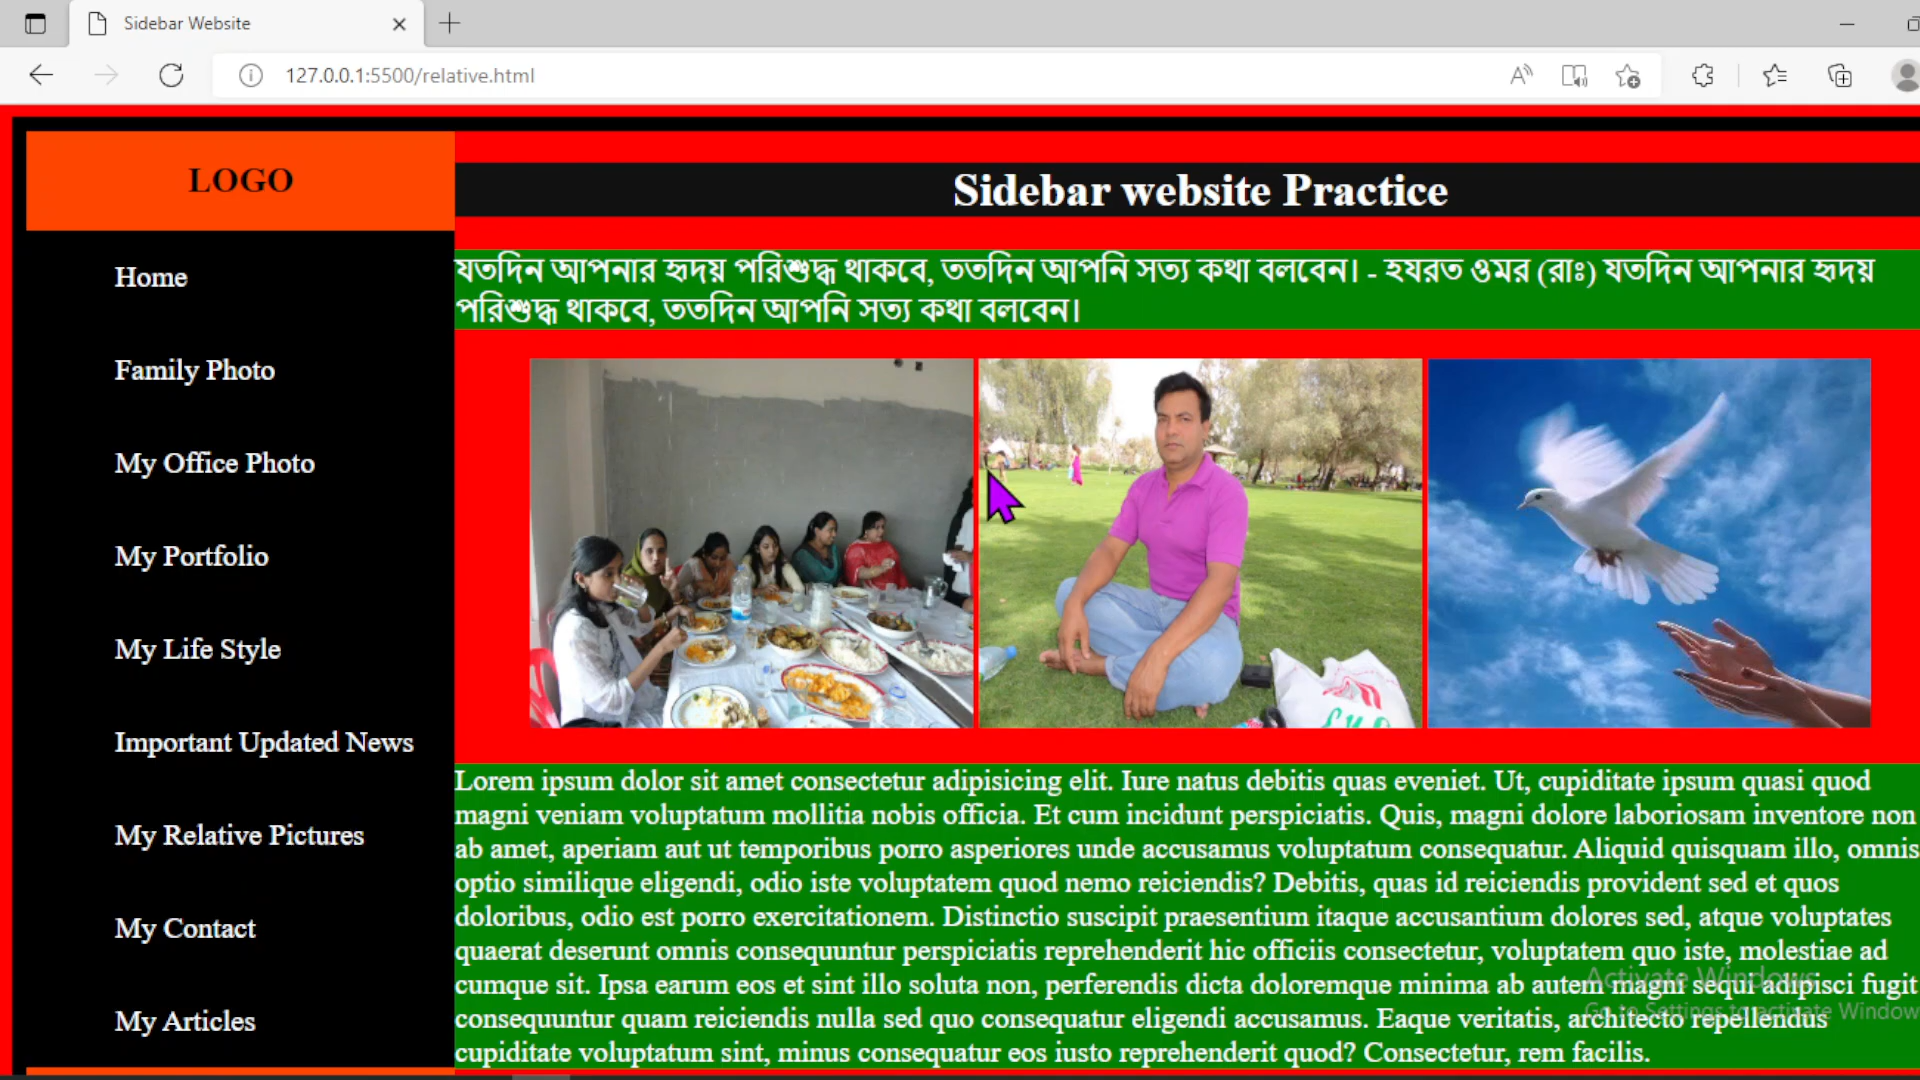 Sidebar Website
127.0.0.1:5500/relative.html
LOGO
Home
Family Photo
My Office Photo
My Portfolio
My Life Style
Important Updated News
My Relative Pictures
My Contact
My Articles
Sidebar website Practice
যতদিন আপনার হৃদয় পরিশুদ্ধ থাকবে, ততদিন আপনি সত্য কথা বলবেন। - হযরত ওমর (রাঃ) যতদিন আপনার হৃদয়
পরিশুদ্ধ থাকবে, ততদিন আপনি সত্য কথা বলবেন।
Lorem ipsum dolor sit amet consectetur adipisicing elit. Iure natus debitis quas eveniet. Ut, cupiditate ipsum quasi quod
magni veniam voluptatum mollitia nobis officia. Et cum incidunt perspiciatis. Quis, magni dolore laboriosam inventore non
ab amet, aperiam aut ut temporibus porro asperiores unde accusamus voluptatum consequatur. Aliquid quisquam illo, omnis
optio similique eligendi, odio iste voluptatem quod nemo reiciendis? Debitis, quas id reiciendis provident sed et quos
doloribus, odio est porro exercitationem. Distinctio suscipit praesentium itaque accusantium dolores sed, atque voluptates
quaerat deserunt omnis consequuntur perspiciatis reprehenderit hic officiis consectetur, voluptatem quo iste, molestiae ad
cumque sit. Ipsa earum eos et sint illo soluta non, perferendis dicta doloremque minima ab autem magni sequi adipisci fugit
consequuntur quam reiciendis nulla sed quo consequatur eligendi accusamus. Eaque veritatis, architecto repellendus
cupiditate voluptatum sint, minus consequatur eos iusto reprehenderit quod? Consectetur, rem facilis.
Activate Windows
Go to Settings to activate Window